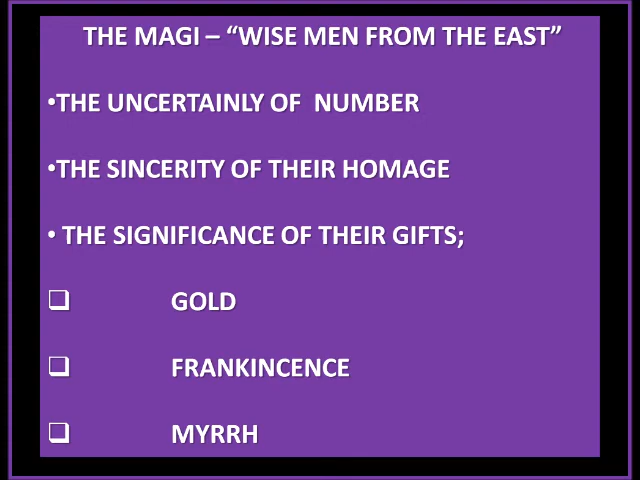 THE MAGI – “WISE MEN FROM THE EAST”
•THE UNCERTAINLY OF NUMBER
•THE SINCERITY OF THEIR HOMAGE
• THE SIGNIFICANCE OF THEIR GIFTS;
❑ GOLD
❑ FRANKINCENCE
❑ MYRRH